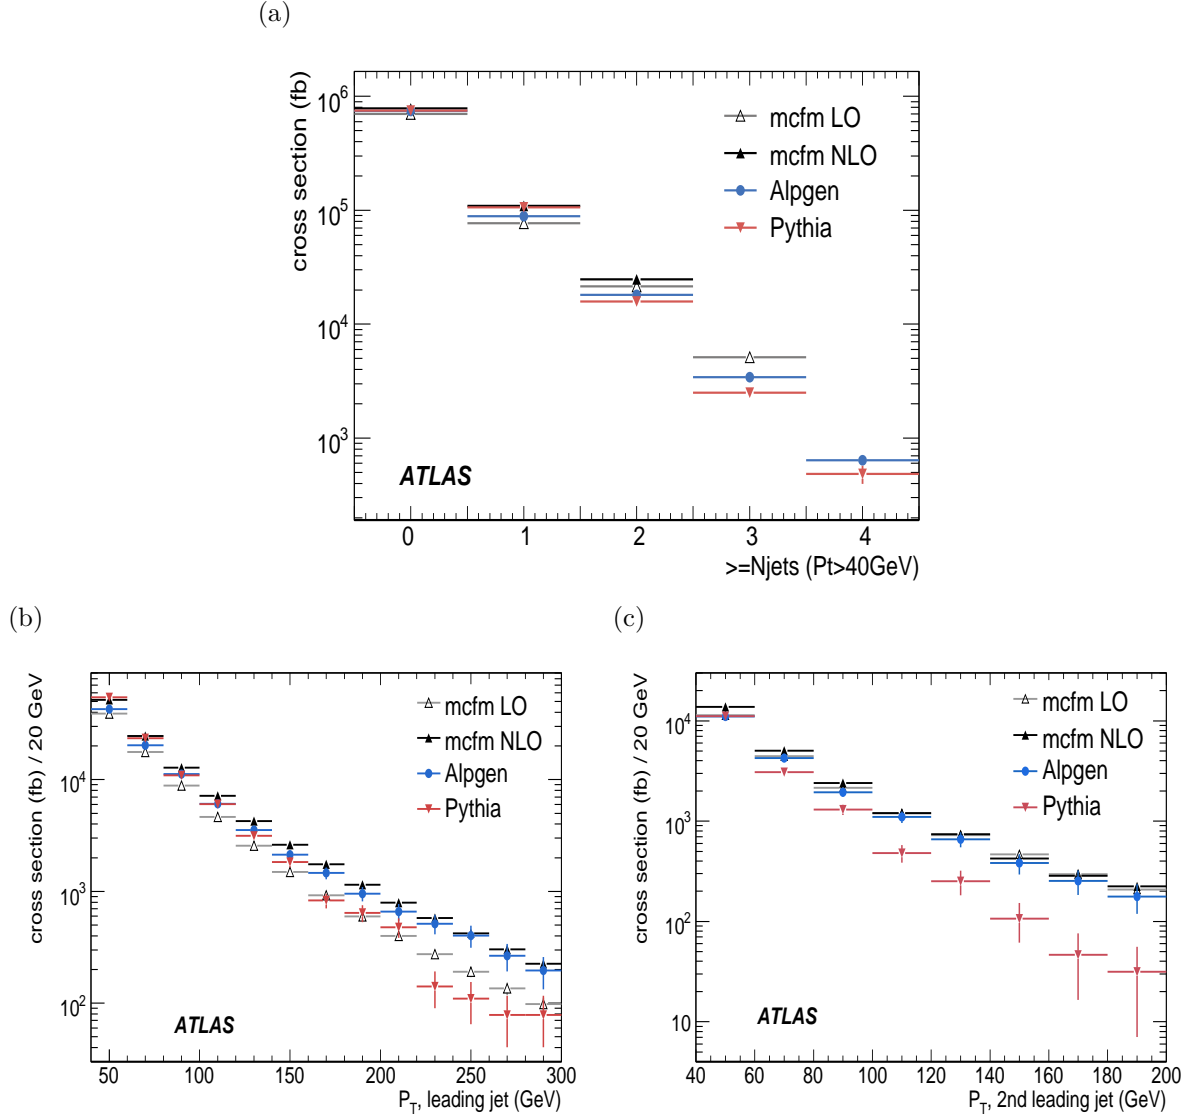 (a)
cross section (fb)
10^6
10^5
10^4
10^3
mcfm LO
mcfm NLO
Alpgen
Pythia
ATLAS
0 1 2 3 4
>=Njets (Pt>40GeV)
(b)
cross section (fb) / 20 GeV
10^4
10^3
10^2
mcfm LO
mcfm NLO
Alpgen
Pythia
ATLAS
50 100 150 200 250 300
P_T, leading jet (GeV)
(c)
cross section (fb) / 20 GeV
10^4
10^3
10^2
10
mcfm LO
mcfm NLO
Alpgen
Pythia
ATLAS
40 60 80 100 120 140 160 180 200
P_T, 2nd leading jet (GeV)